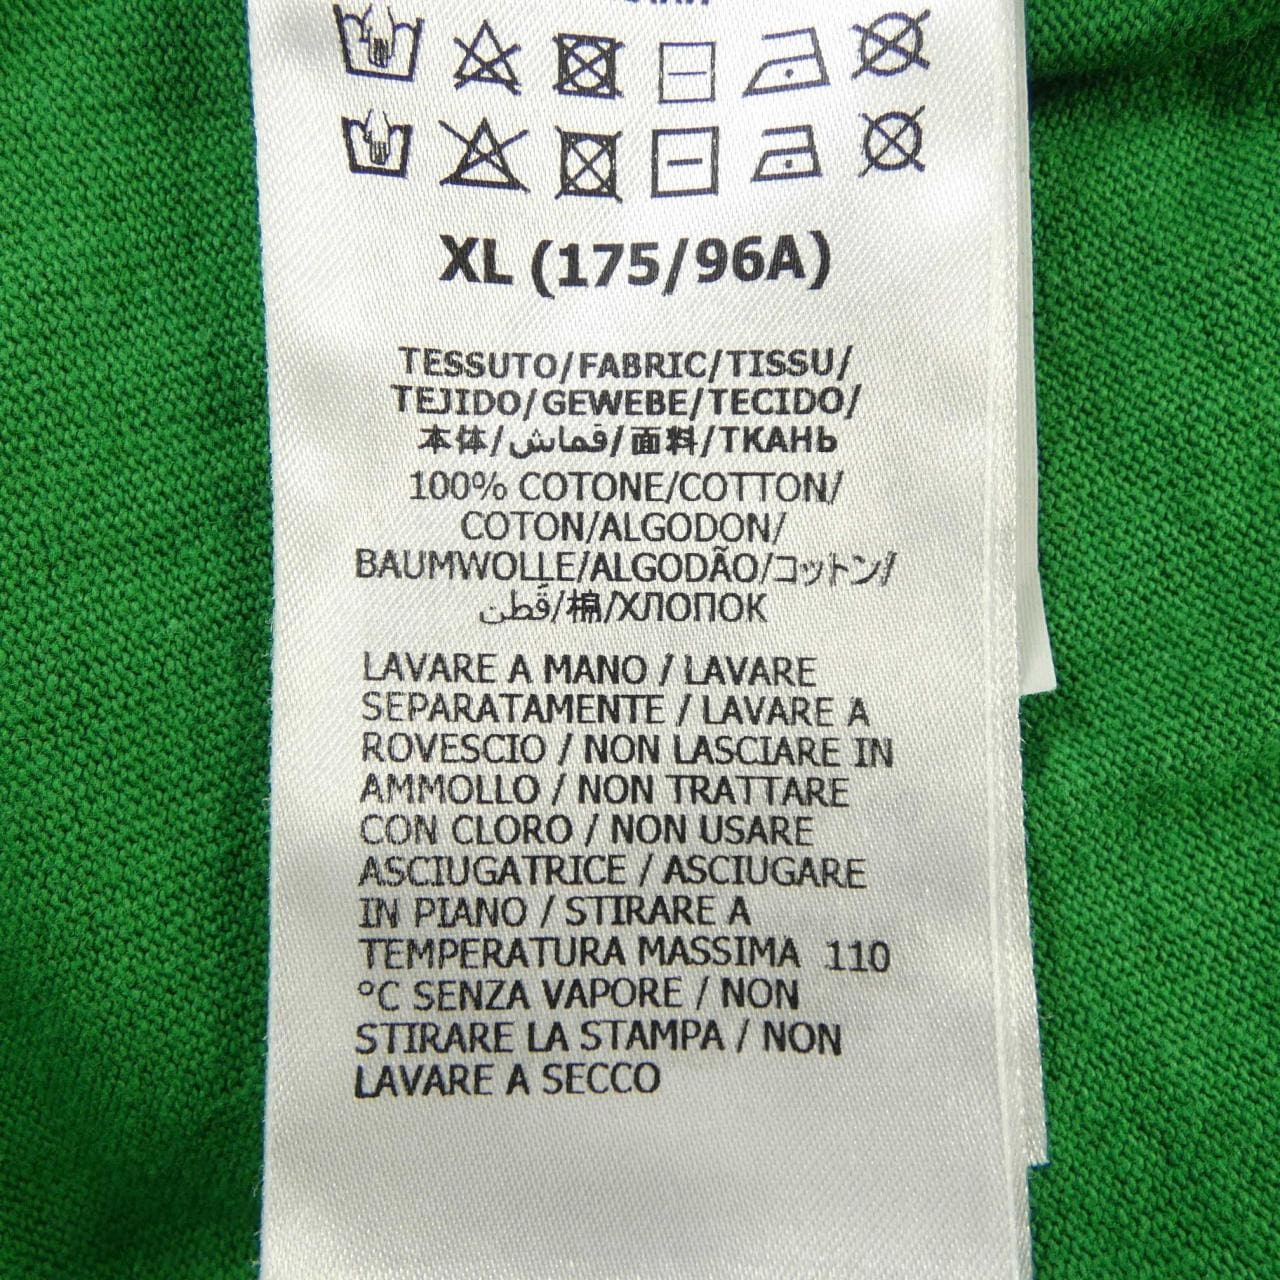 XL (175/96A)
TESSUTO/FABRIC/TISSU/
TEJIDO/GEWEBE/TECIDO/
本体/قماش/面料/ТКАНЬ
100% COTONE/COTTON/
COTON/ALGODON/
BAUMWOLLE/ALGODÃO/コットン/
قُطن/棉/ХЛОПОК
LAVARE A MANO / LAVARE
SEPARATAMENTE / LAVARE A
ROVESCIO / NON LASCIARE IN
AMMOLLO / NON TRATTARE
CON CLORO / NON USARE
ASCIUGATRICE / ASCIUGARE
IN PIANO / STIRARE A
TEMPERATURA MASSIMA 110
°C SENZA VAPORE / NON
STIRARE LA STAMPA / NON
LAVARE A SECCO